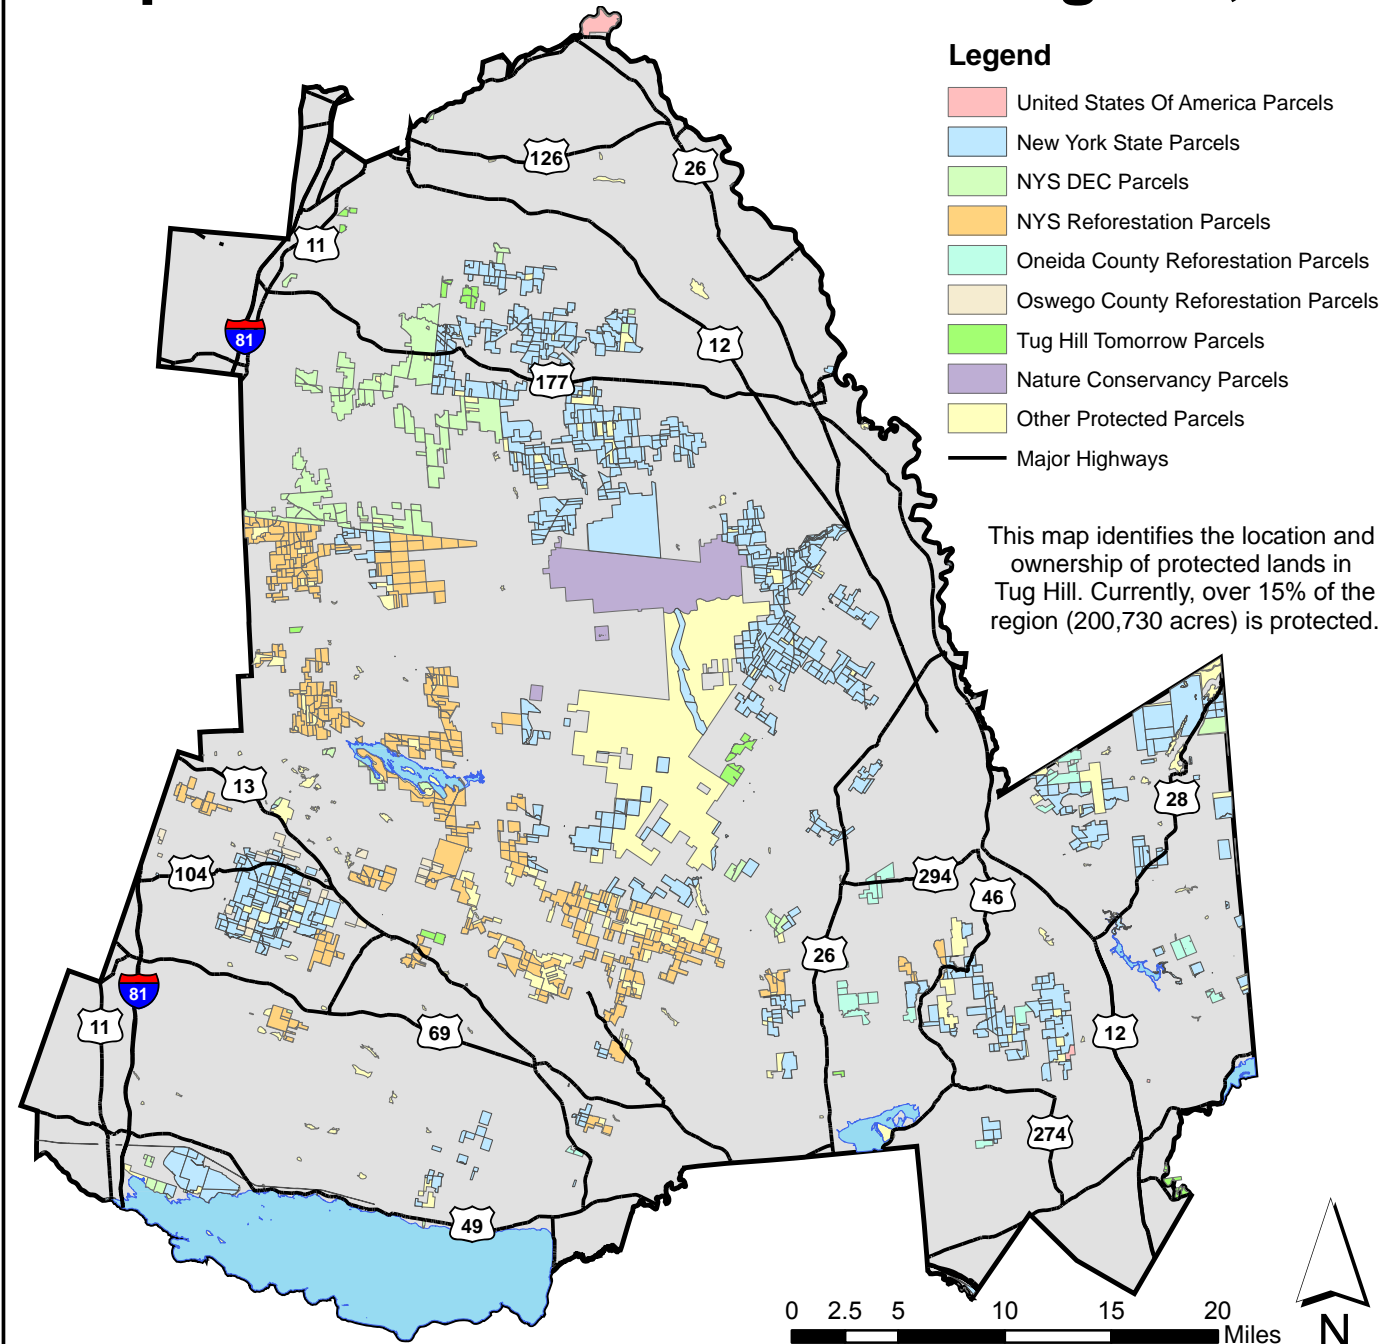 Legend
United States Of America Parcels
New York State Parcels
NYS DEC Parcels
NYS Reforestation Parcels
Oneida County Reforestation Parcels
Oswego County Reforestation Parcels
Tug Hill Tomorrow Parcels
Nature Conservancy Parcels
Other Protected Parcels
Major Highways
This map identifies the location and
ownership of protected lands in
Tug Hill. Currently, over 15% of the
region (200,730 acres) is protected.
126
26
11
81
12
177
13
28
104
294
46
26
81
11
69
12
274
49
0 2.5 5 10 15 20
Miles
N